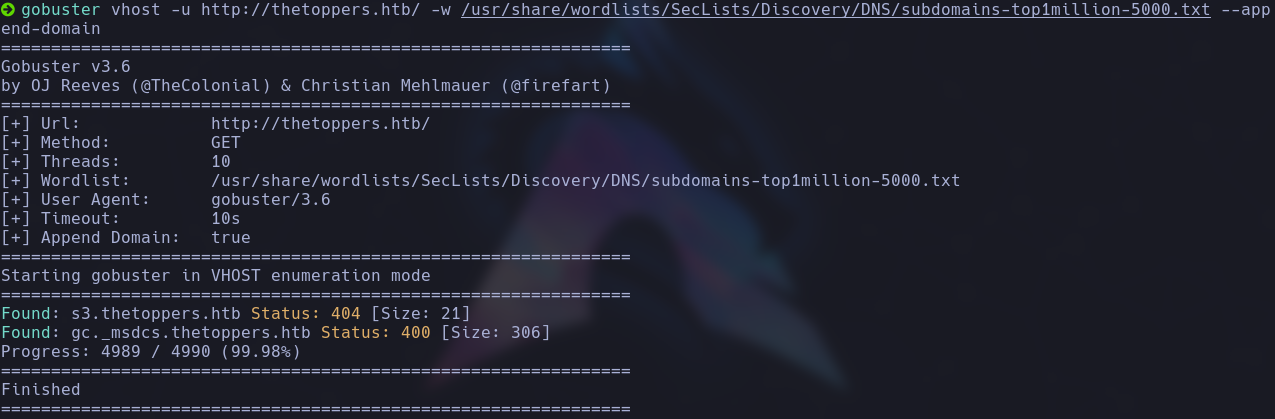 gobuster vhost -u http://thetoppers.htb/ -w /usr/share/wordlists/SecLists/Discovery/DNS/subdomains-top1million-5000.txt --app
end-domain
===============================================================
Gobuster v3.6
by OJ Reeves (@TheColonial) & Christian Mehlmauer (@firefart)
===============================================================
[+] Url:             http://thetoppers.htb/
[+] Method:          GET
[+] Threads:         10
[+] Wordlist:        /usr/share/wordlists/SecLists/Discovery/DNS/subdomains-top1million-5000.txt
[+] User Agent:      gobuster/3.6
[+] Timeout:         10s
[+] Append Domain:   true
===============================================================
Starting gobuster in VHOST enumeration mode
===============================================================
Found: s3.thetoppers.htb Status: 404 [Size: 21]
Found: gc._msdcs.thetoppers.htb Status: 400 [Size: 306]
Progress: 4989 / 4990 (99.98%)
===============================================================
Finished
===============================================================